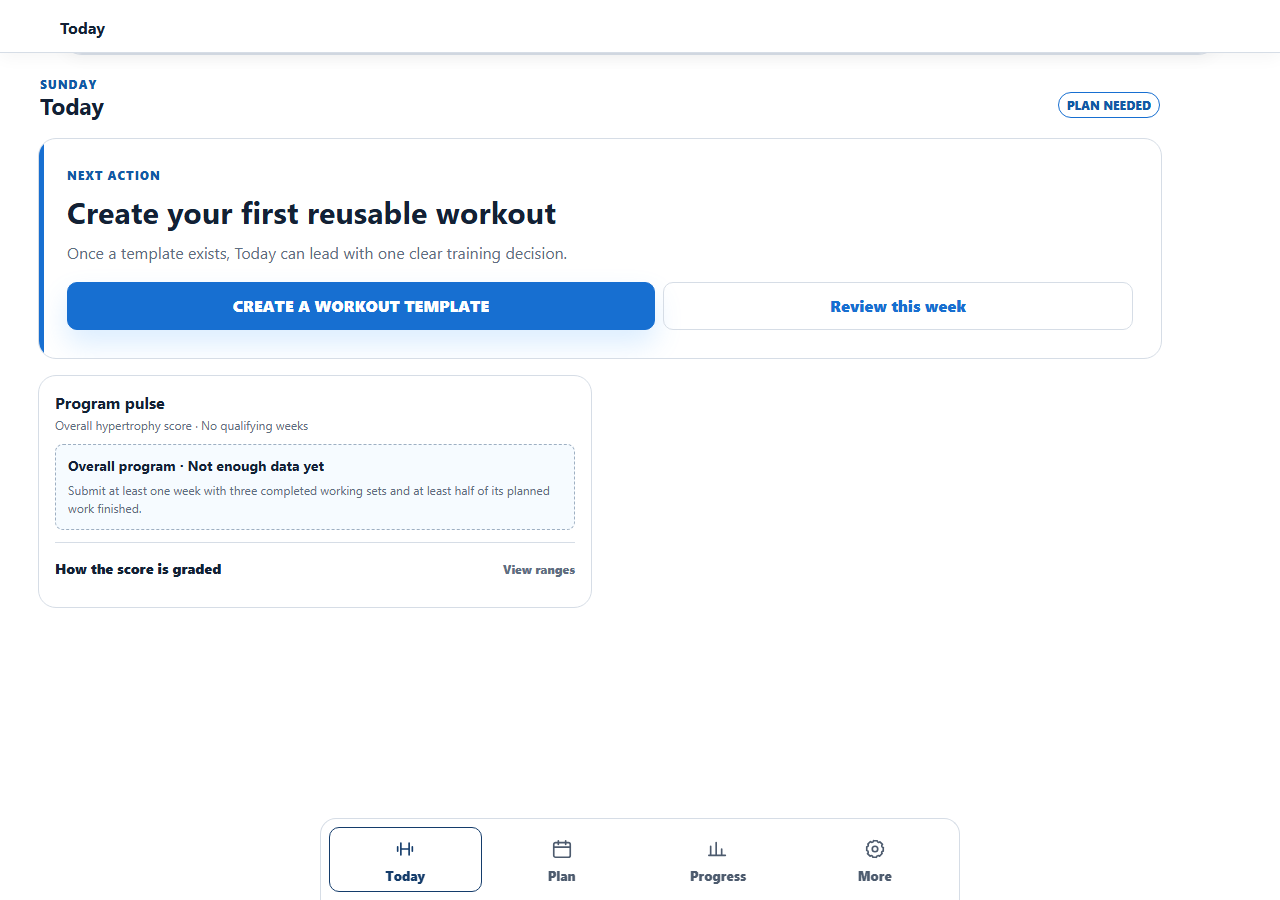 Today
SUNDAY
Today
PLAN NEEDED
NEXT ACTION
Create your first reusable workout
Once a template exists, Today can lead with one clear training decision.
CREATE A WORKOUT TEMPLATE
Review this week
Program pulse
Overall hypertrophy score · No qualifying weeks
Overall program · Not enough data yet
Submit at least one week with three completed working sets and at least half of its planned
work finished.
How the score is graded
View ranges
Today
Plan
Progress
More